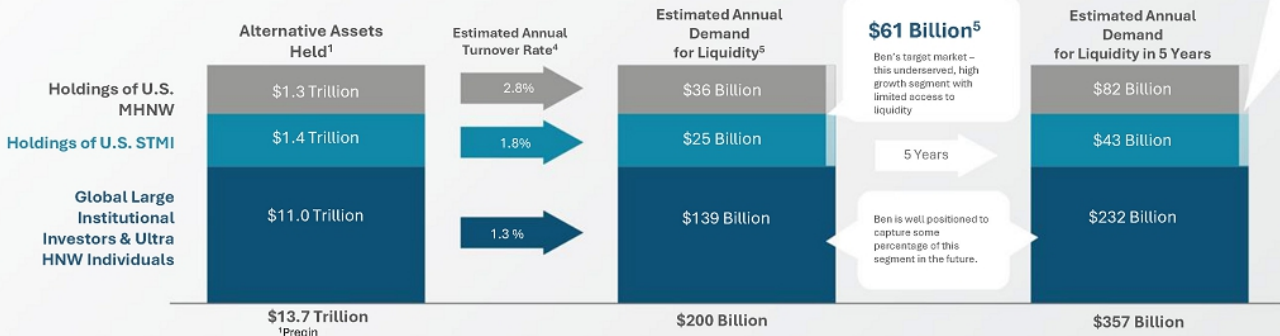 Alternative Assets
Held¹
Estimated Annual
Turnover Rate⁴
Estimated Annual
Demand
for Liquidity⁵
$61 Billion⁵
Ben's target market –
this underserved, high
growth segment with
limited access to
liquidity
Estimated Annual
Demand
for Liquidity in 5 Years
Holdings of U.S.
MHNW
$1.3 Trillion
2.8%
$36 Billion
$82 Billion
Holdings of U.S. STMI
$1.4 Trillion
1.8%
$25 Billion
5 Years
$43 Billion
Global Large
Institutional
Investors & Ultra
HNW Individuals
$11.0 Trillion
1.3 %
$139 Billion
Ben is well positioned to
capture some
percentage of this
segment in the future.
$232 Billion
$13.7 Trillion
$200 Billion
$357 Billion
¹Preqin